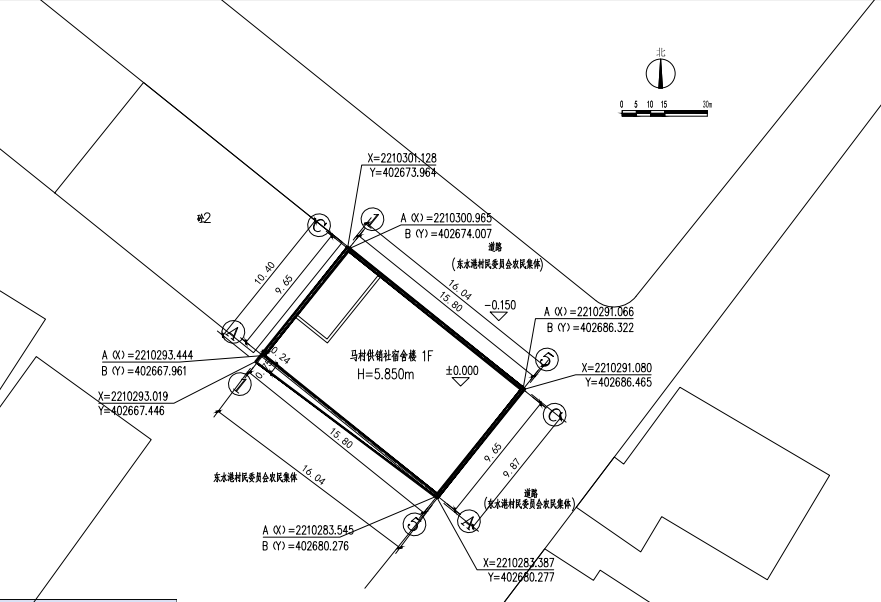 北
0 5 10 15 30m
X=2210301.128
Y=402673.964
C
1
A (X) =2210300.965
B (Y) =402674.007
道路
(东水港村民委员会农民集体)
砼2
10.40
9.65
16.04
15.80
-0.150
A (X) =2210291.066
B (Y) =402686.322
A
0.24
马村供销社宿舍楼 1F
H=5.850m
±0.000
5
A (X) =2210293.444
B (Y) =402667.961
X=2210291.080
Y=402686.465
1
X=2210293.019
Y=402667.446
C
15.80
9.65
9.87
东水港村民委员会农民集体
16.04
道路
(东水港村民委员会农民集体)
5
A
A (X) =2210283.545
B (Y) =402680.276
X=2210283.387
Y=402680.277